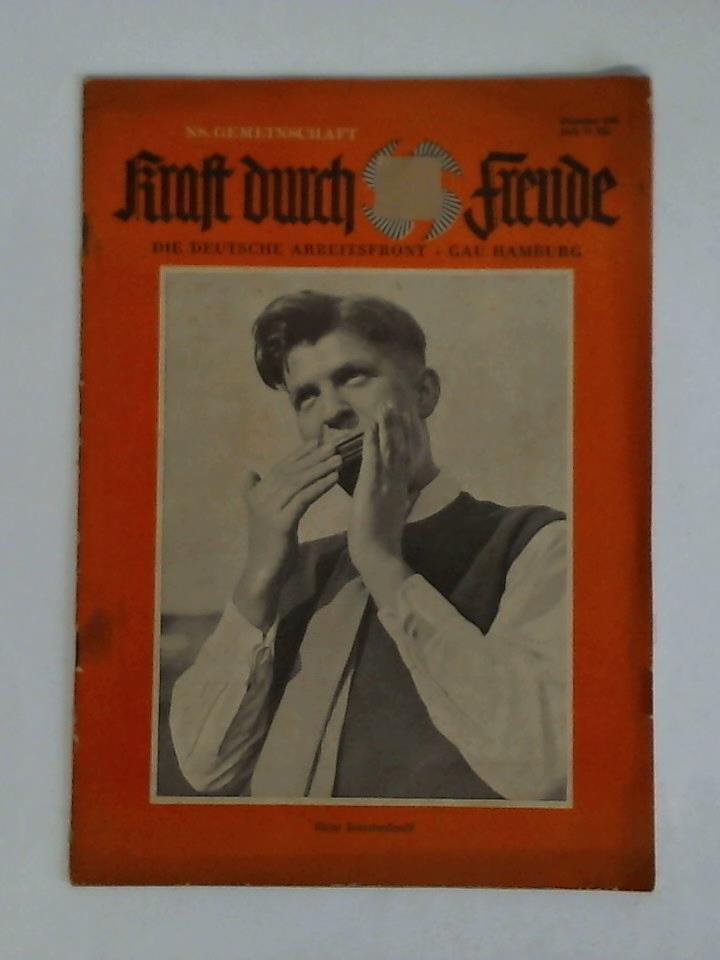 NS. GEMEINSCHAFT
Kraft durch Freude
DIE DEUTSCHE ARBEITSFRONT · GAU HAMBURG